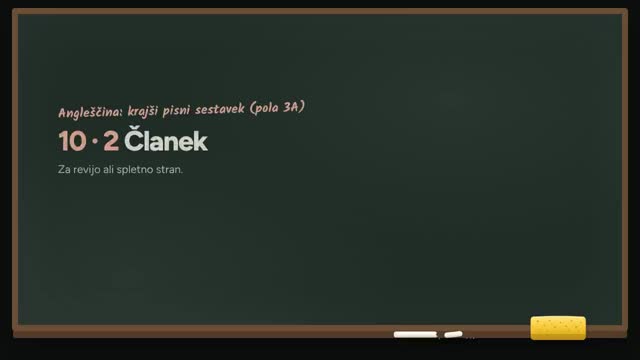 Angleščina: krajši pisni sestavek (pola 3A)
10 · 2 Članek
Za revijo ali spletno stran.